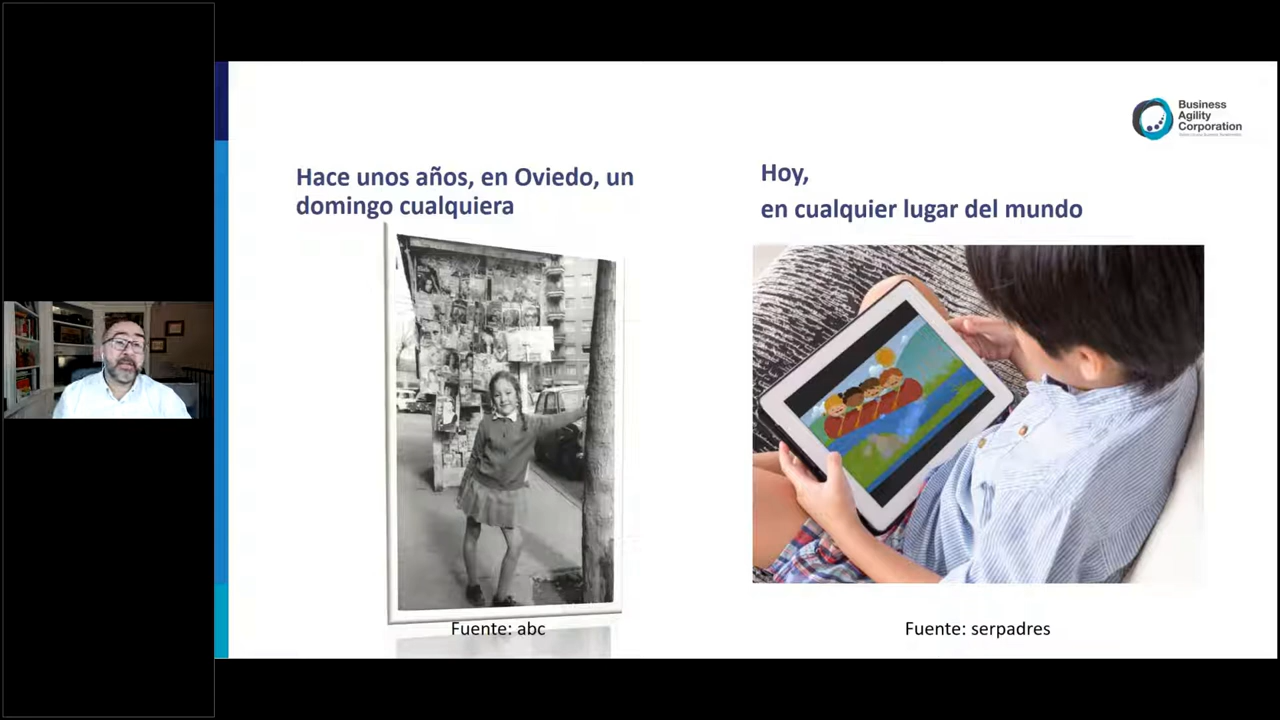 Business
Agility
Corporation
Hace unos años, en Oviedo, un
domingo cualquiera
Hoy,
en cualquier lugar del mundo
Fuente: abc
Fuente: serpadres